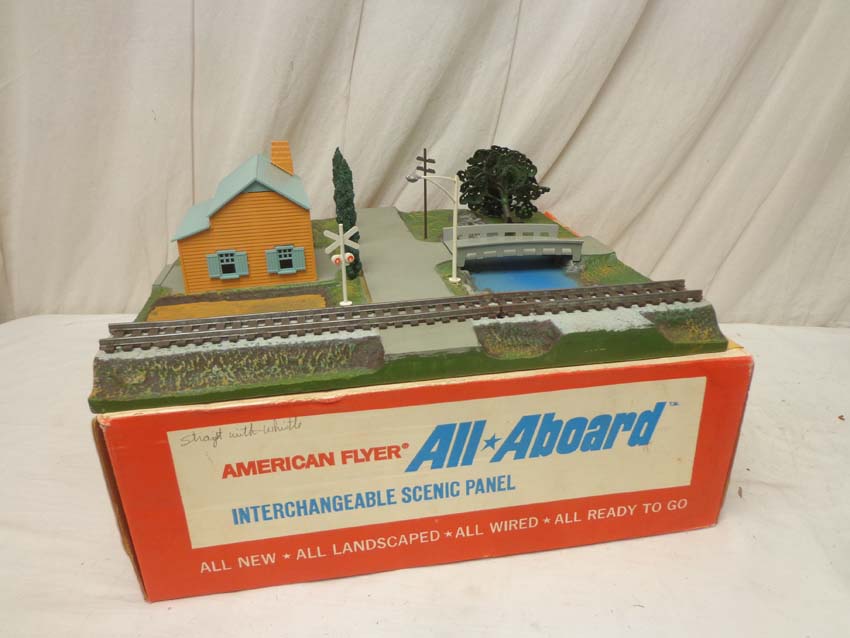 straight with whistle
AMERICAN FLYER® All★Aboard™
INTERCHANGEABLE SCENIC PANEL
ALL NEW ★ ALL LANDSCAPED ★ ALL WIRED ★ ALL READY TO GO